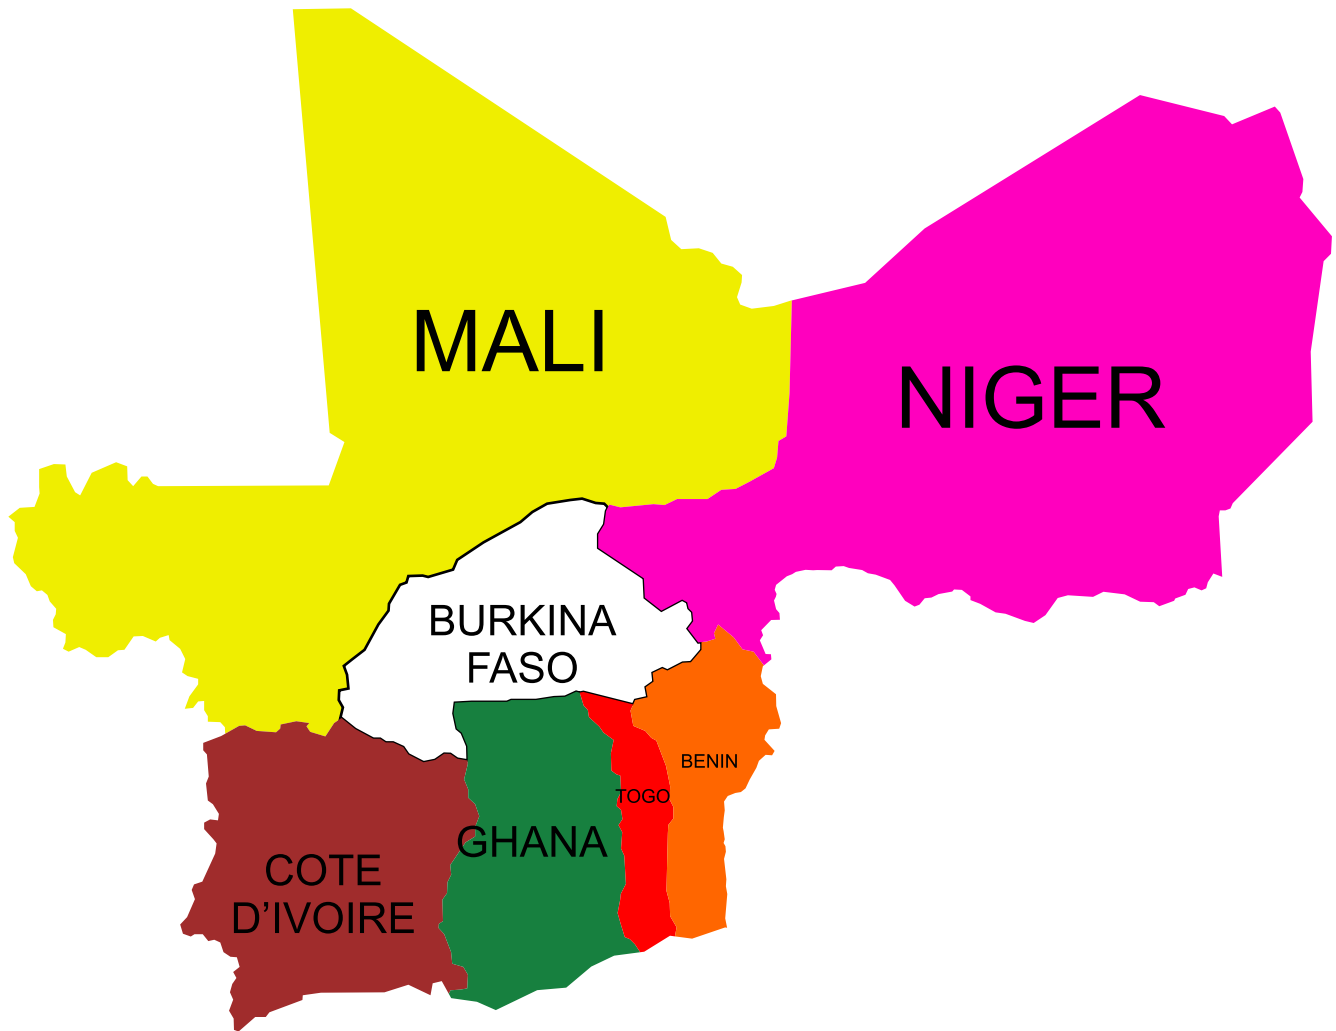 MALI
NIGER
BURKINA
FASO
BENIN
TOGO
GHANA
COTE
D’IVOIRE